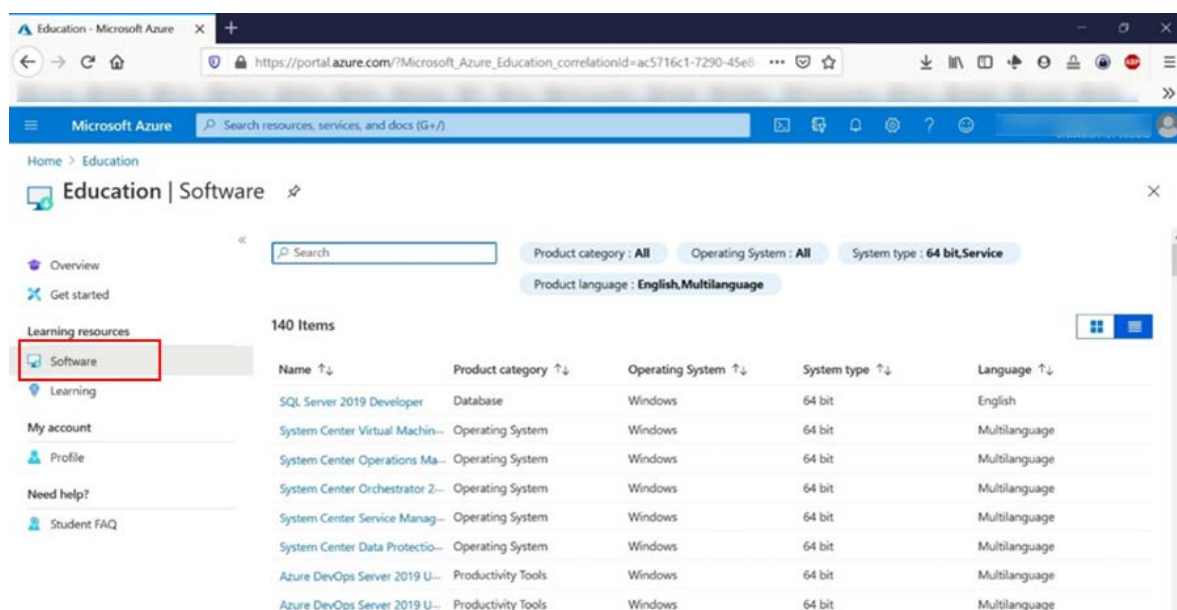 Education - Microsoft Azure
https://portal.azure.com/?Microsoft_Azure_Education_correlationId=ac5716c1-7290-45e8-
Microsoft Azure
Search resources, services, and docs (G+/)
Home > Education
Education | Software
Search
Product category : All
Operating System : All
System type : 64 bit,Service
Product language : English,Multilanguage
Overview
Get started
Learning resources
Software
Learning
My account
Profile
Need help?
Student FAQ
140 Items
Name Product category Operating System System type Language
SQL Server 2019 Developer Database Windows 64 bit English
System Center Virtual Machin... Operating System Windows 64 bit Multilanguage
System Center Operations Ma... Operating System Windows 64 bit Multilanguage
System Center Orchestrator 2... Operating System Windows 64 bit Multilanguage
System Center Service Manag... Operating System Windows 64 bit Multilanguage
System Center Data Protectio... Operating System Windows 64 bit Multilanguage
Azure DevOps Server 2019 U... Productivity Tools Windows 64 bit Multilanguage
Azure DevOps Server 2019 U... Productivity Tools Windows 64 bit Multilanguage